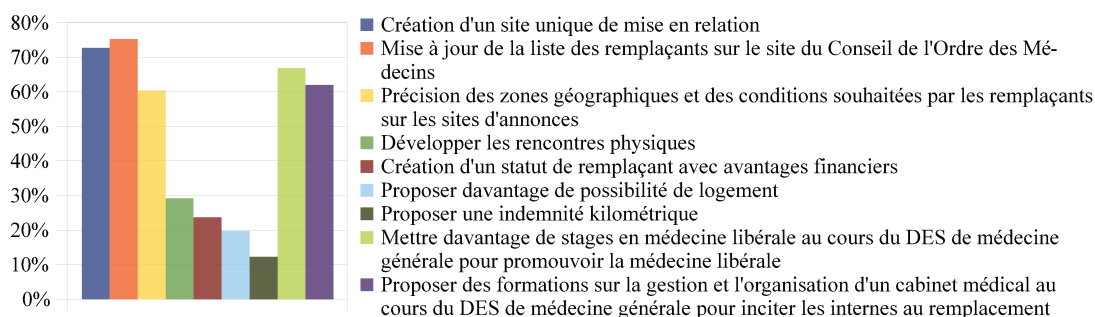 80%
70%
60%
50%
40%
30%
20%
10%
0%
Création d'un site unique de mise en relation
Mise à jour de la liste des remplaçants sur le site du Conseil de l'Ordre des Mé-
decins
Précision des zones géographiques et des conditions souhaitées par les remplaçants
sur les sites d'annonces
Développer les rencontres physiques
Création d'un statut de remplaçant avec avantages financiers
Proposer davantage de possibilité de logement
Proposer une indemnité kilométrique
Mettre davantage de stages en médecine libérale au cours du DES de médecine
générale pour promouvoir la médecine libérale
Proposer des formations sur la gestion et l'organisation d'un cabinet médical au
cours du DES de médecine générale pour inciter les internes au remplacement